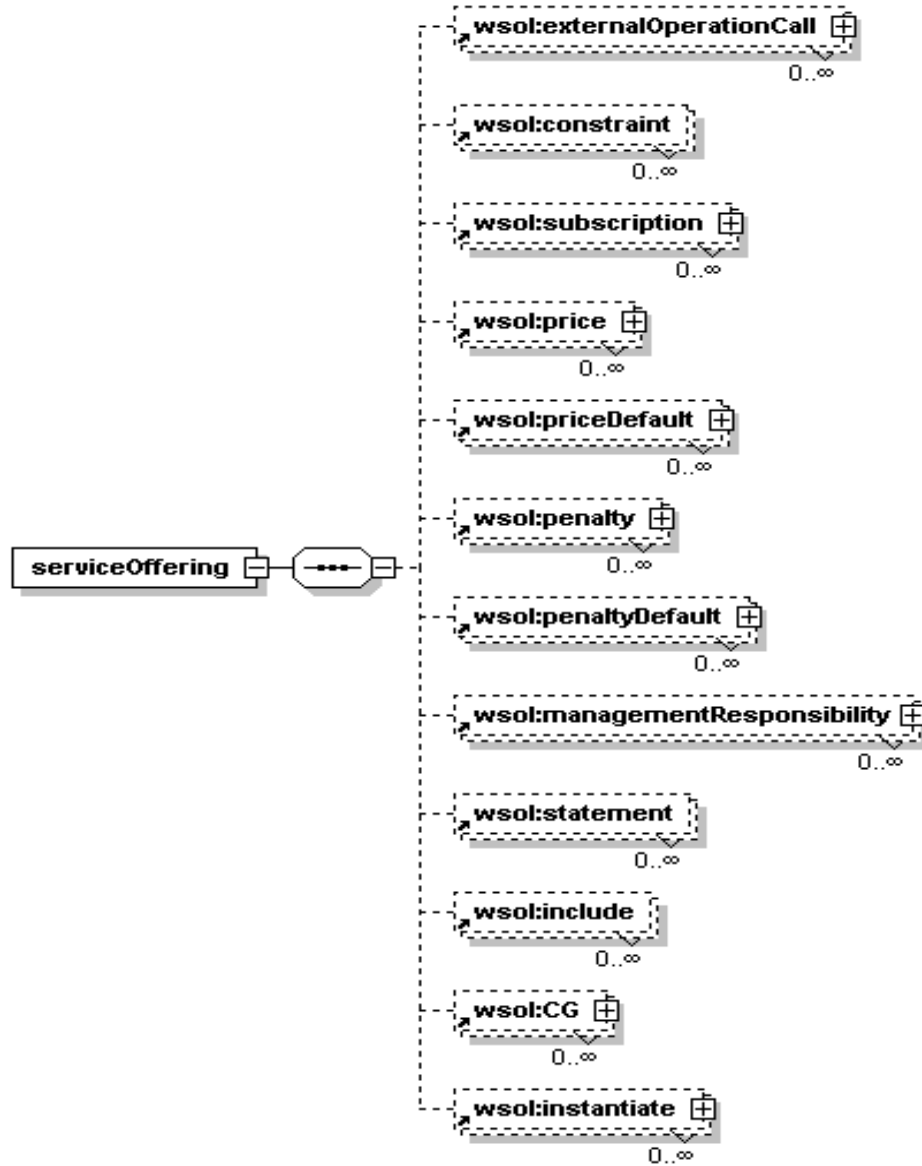 wsol:externalOperationCall
0..∞
wsol:constraint
0..∞
wsol:subscription
0..∞
wsol:price
0..∞
wsol:priceDefault
0..∞
wsol:penalty
0..∞
serviceOffering
wsol:penaltyDefault
0..∞
wsol:managementResponsibility
0..∞
wsol:statement
0..∞
wsol:include
0..∞
wsol:CG
0..∞
wsol:instantiate
0..∞